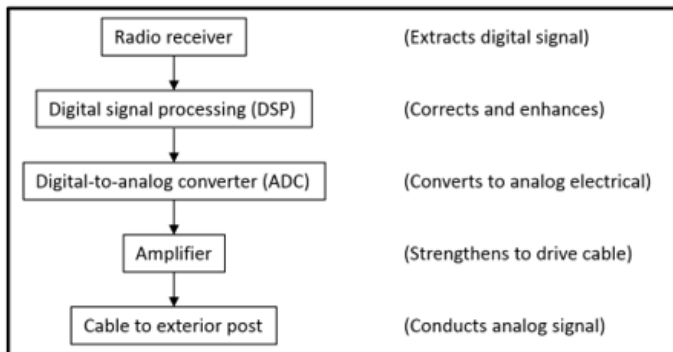 Radio receiver (Extracts digital signal)
Digital signal processing (DSP) (Corrects and enhances)
Digital-to-analog converter (ADC) (Converts to analog electrical)
Amplifier (Strengthens to drive cable)
Cable to exterior post (Conducts analog signal)